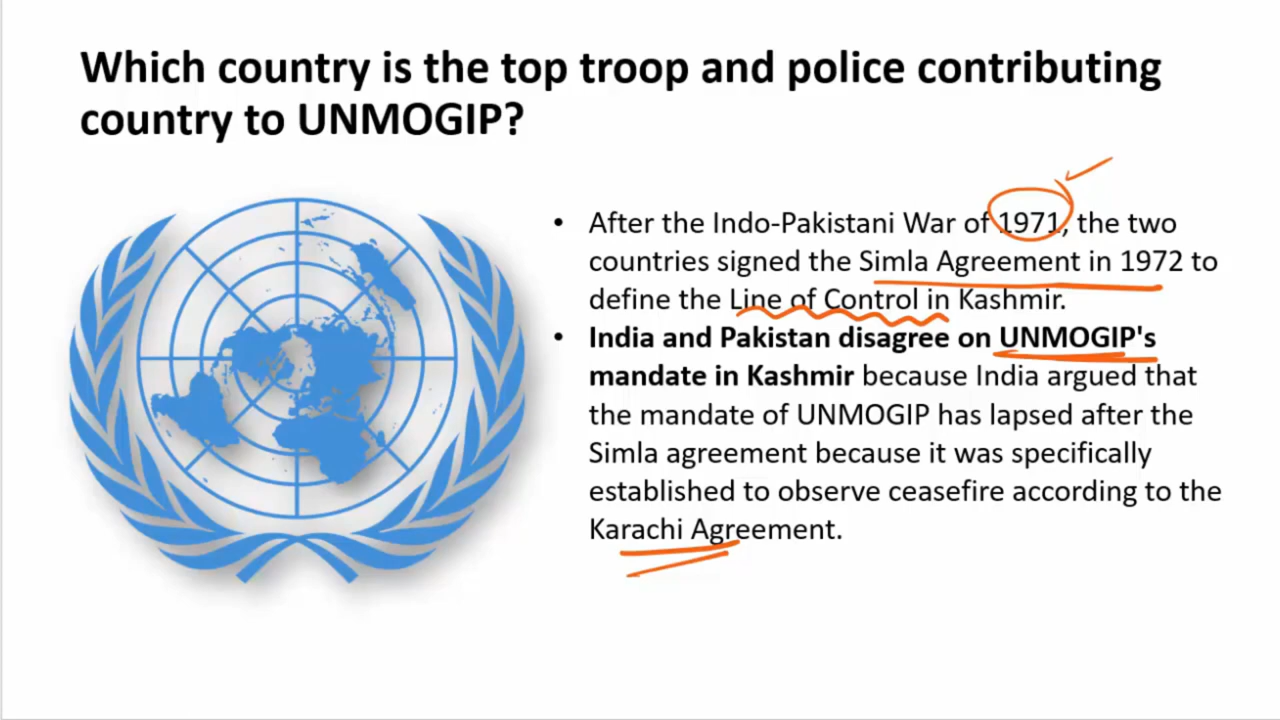 Which country is the top troop and police contributing
country to UNMOGIP?
• After the Indo-Pakistani War of 1971, the two
countries signed the Simla Agreement in 1972 to
define the Line of Control in Kashmir.
• India and Pakistan disagree on UNMOGIP's
mandate in Kashmir because India argued that
the mandate of UNMOGIP has lapsed after the
Simla agreement because it was specifically
established to observe ceasefire according to the
Karachi Agreement.